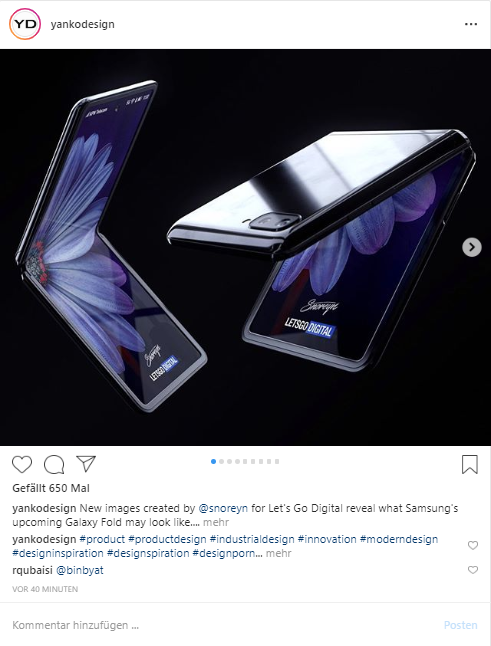 YD
yankodesign
Snoreyn
LETSGO DIGITAL
Snoreyn
LETSGO DIGITAL
Gefällt 650 Mal
yankodesign New images created by @snoreyn for Let's Go Digital reveal what Samsung's
upcoming Galaxy Fold may look like.... mehr
yankodesign #product #productdesign #industrialdesign #innovation #moderndesign
#designinspiration #designspiration #designporn... mehr
rqubaisi @binbyat
VOR 40 MINUTEN
Kommentar hinzufügen ...
Posten